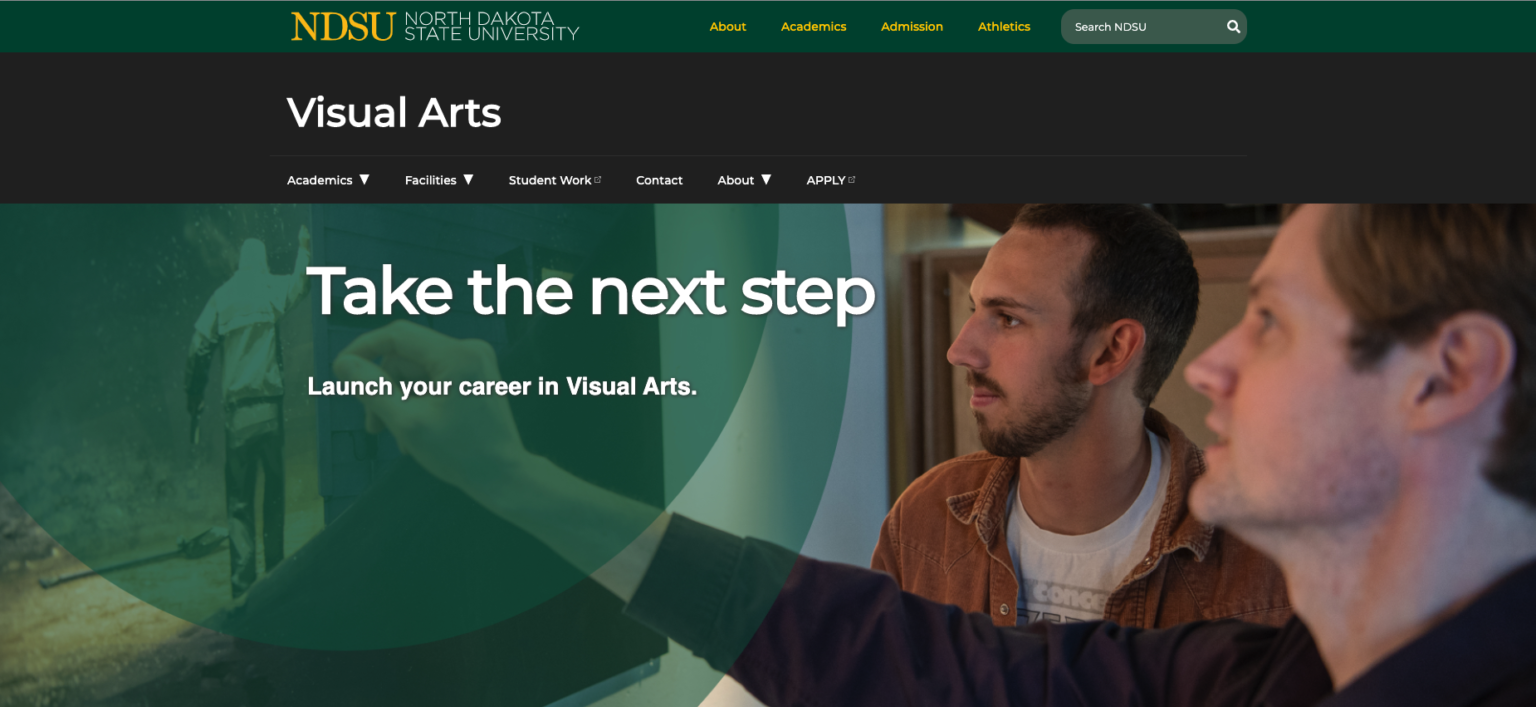 NDSU NORTH DAKOTA
STATE UNIVERSITY
About Academics Admission Athletics Search NDSU
Visual Arts
Academics Facilities Student Work Contact About APPLY
Take the next step
Launch your career in Visual Arts.
conce